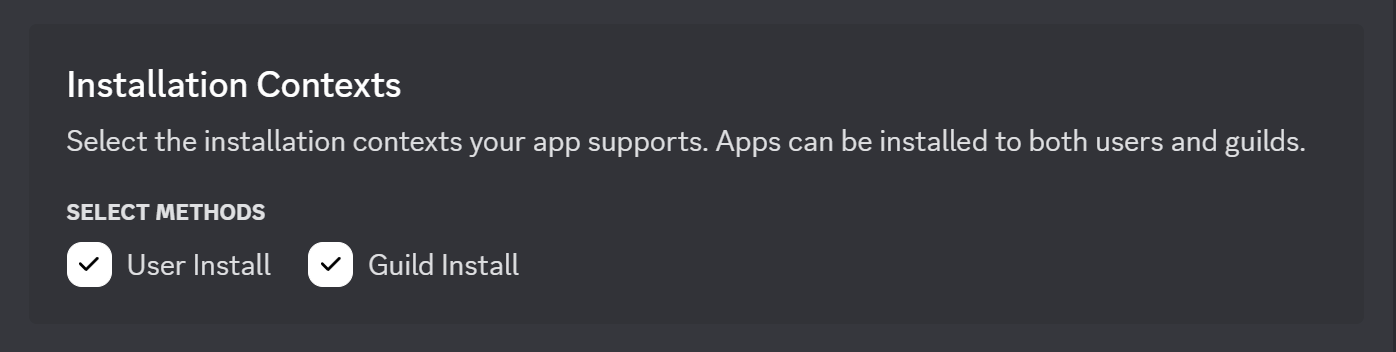 Installation Contexts
Select the installation contexts your app supports. Apps can be installed to both users and guilds.
SELECT METHODS
User Install Guild Install